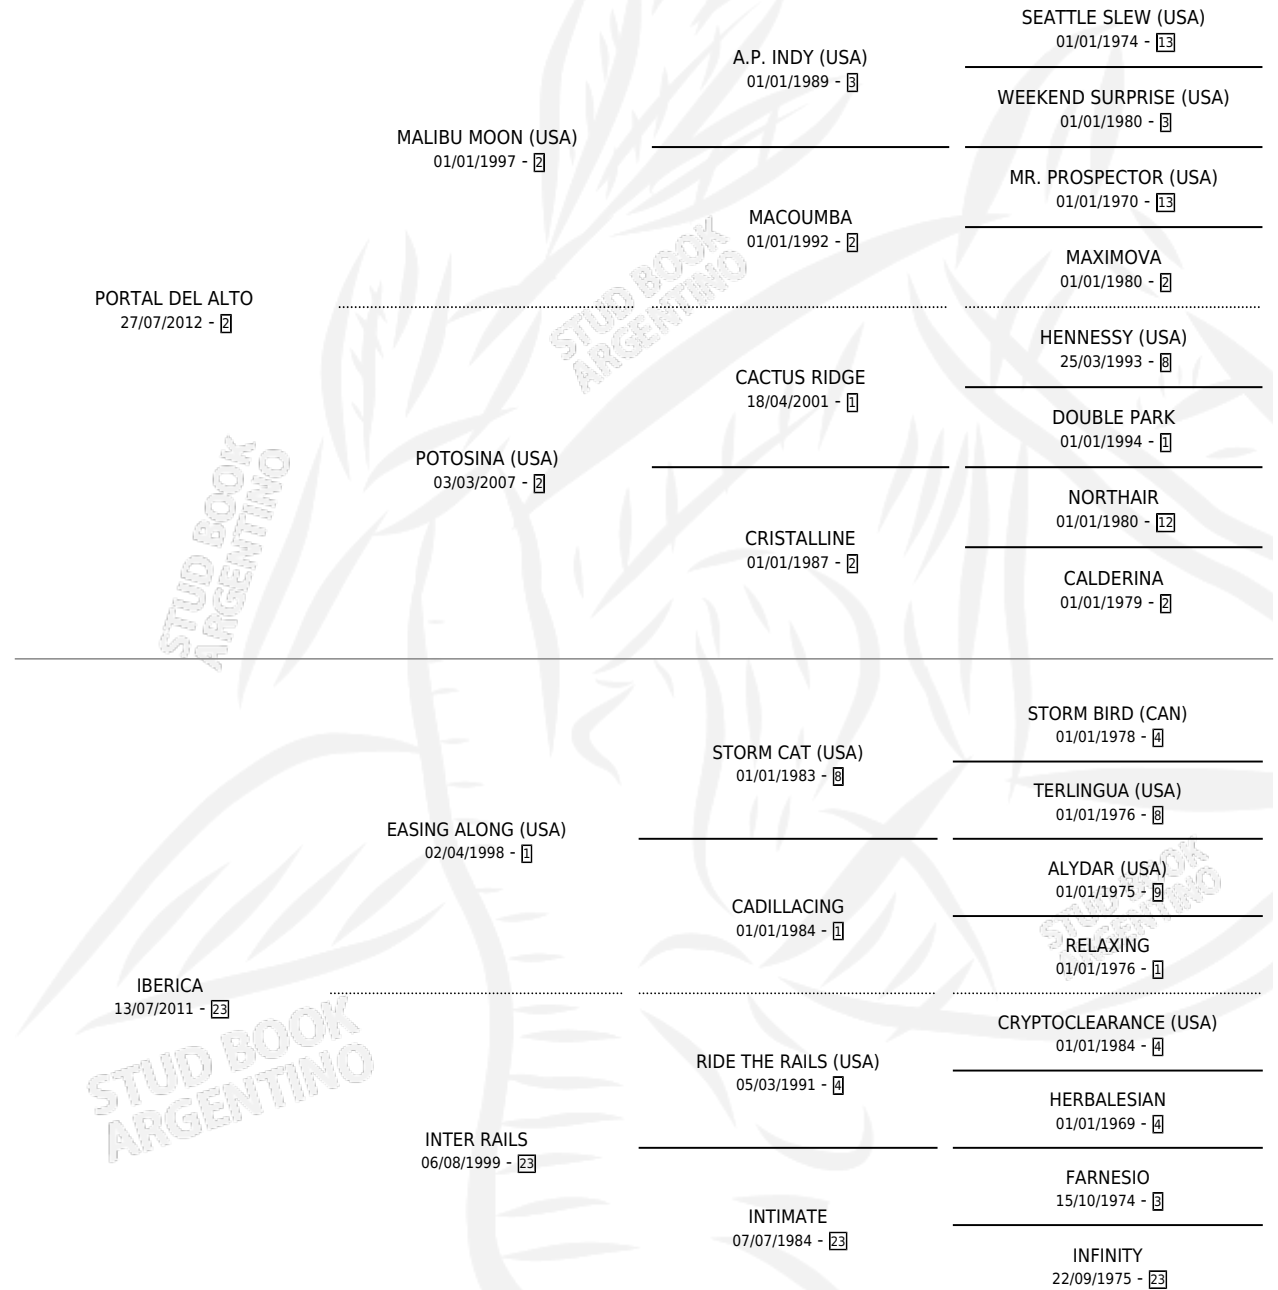 SEATTLE SLEW (USA)
01/01/1974 - 13
A.P. INDY (USA)
01/01/1989 - 3
WEEKEND SURPRISE (USA)
01/01/1980 - 3
MALIBU MOON (USA)
01/01/1997 - 2
MR. PROSPECTOR (USA)
01/01/1970 - 13
MACOUMBA
01/01/1992 - 2
MAXIMOVA
01/01/1980 - 2
PORTAL DEL ALTO
27/07/2012 - 2
HENNESSY (USA)
25/03/1993 - 8
CACTUS RIDGE
18/04/2001 - 1
DOUBLE PARK
01/01/1994 - 1
POTOSINA (USA)
03/03/2007 - 2
NORTHAIR
01/01/1980 - 12
CRISTALLINE
01/01/1987 - 2
CALDERINA
01/01/1979 - 2
STORM BIRD (CAN)
01/01/1978 - 4
STORM CAT (USA)
01/01/1983 - 8
TERLINGUA (USA)
01/01/1976 - 8
EASING ALONG (USA)
02/04/1998 - 1
ALYDAR (USA)
01/01/1975 - 9
CADILLACING
01/01/1984 - 1
RELAXING
01/01/1976 - 1
IBERICA
13/07/2011 - 23
CRYPTOCLEARANCE (USA)
01/01/1984 - 4
RIDE THE RAILS (USA)
05/03/1991 - 4
HERBALESIAN
01/01/1969 - 4
INTER RAILS
06/08/1999 - 23
FARNESIO
15/10/1974 - 3
INTIMATE
07/07/1984 - 23
INFINITY
22/09/1975 - 23
STUD BOOK
ARGENTINO
STUD BOOK
ARGENTINO
STUD BOOK
ARGENTINO
STUD BOOK
ARGENTINO